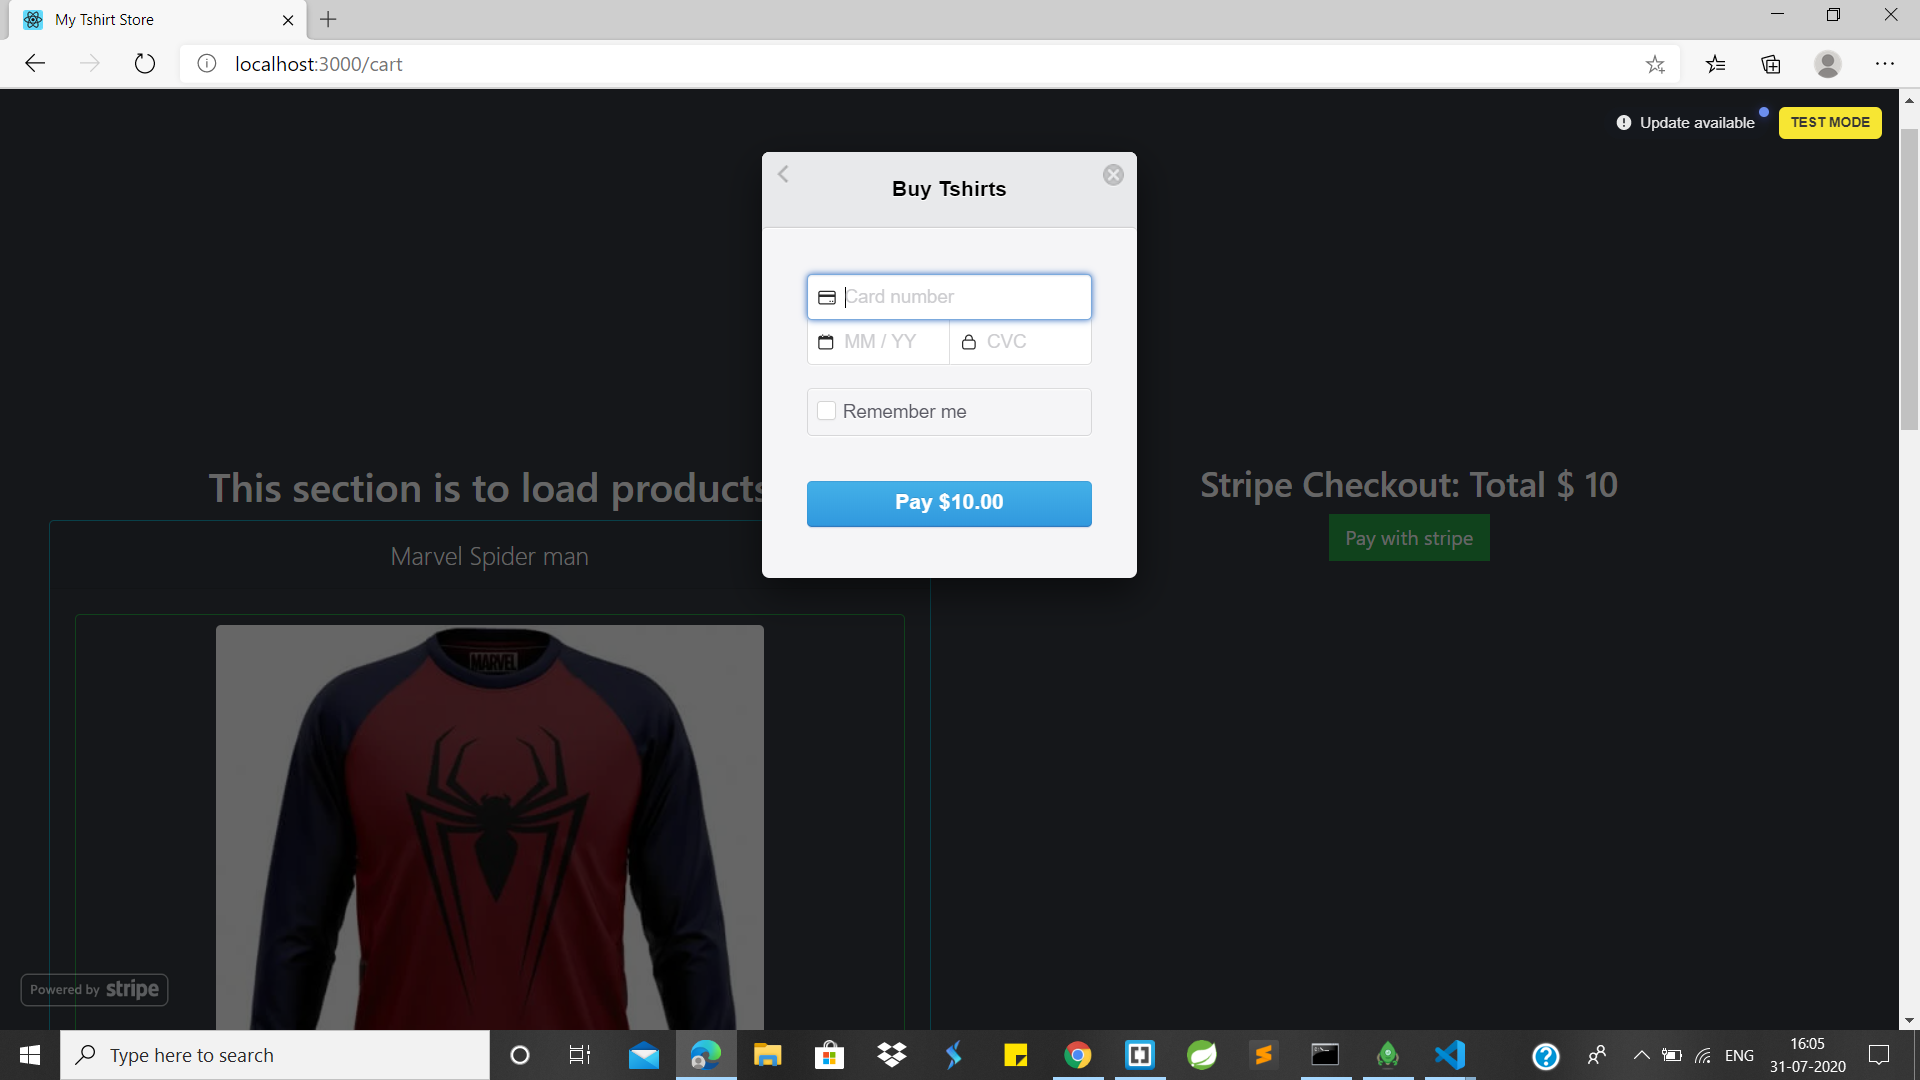 My Tshirt Store
localhost:3000/cart
Update available
TEST MODE
Buy Tshirts
Card number
MM / YY
CVC
Remember me
Pay $10.00
This section is to load products
Stripe Checkout: Total $ 10
Pay with stripe
Marvel Spider man
MARVEL
Powered by stripe
Type here to search
ENG
16:05
31-07-2020